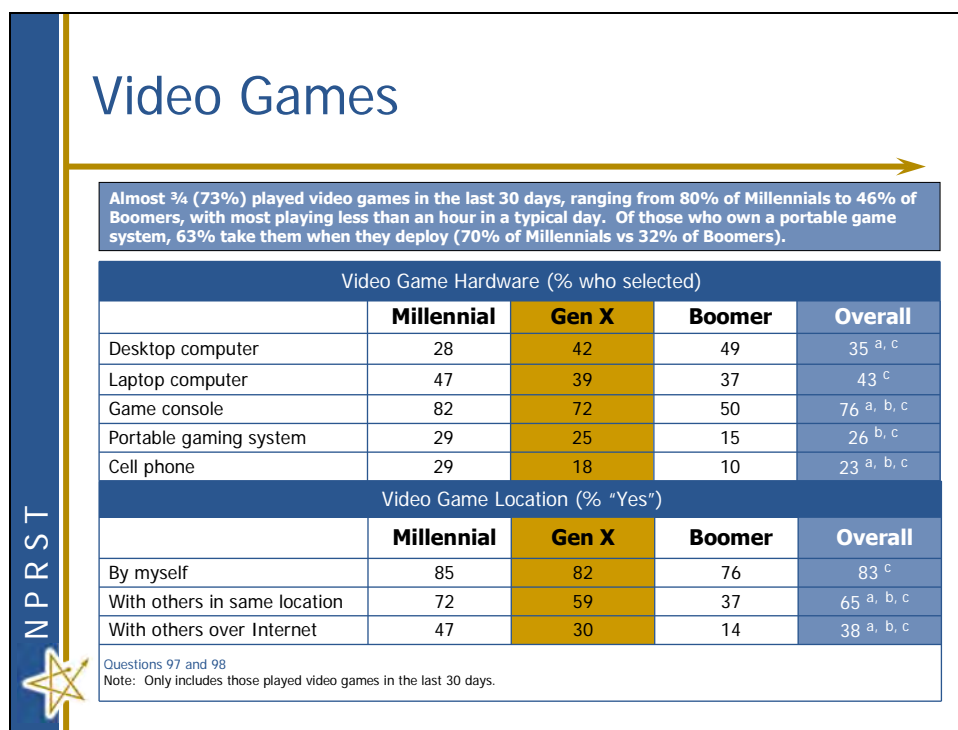 Video Games
Almost ¾ (73%) played video games in the last 30 days, ranging from 80% of Millennials to 46% of
Boomers, with most playing less than an hour in a typical day.  Of those who own a portable game
system, 63% take them when they deploy (70% of Millennials vs 32% of Boomers).
Video Game Hardware (% who selected)
Millennial Gen X Boomer Overall
Desktop computer 28 42 49 35 a, c
Laptop computer 47 39 37 43 c
Game console 82 72 50 76 a, b, c
Portable gaming system 29 25 15 26 b, c
Cell phone 29 18 10 23 a, b, c
Video Game Location (% “Yes”)
Millennial Gen X Boomer Overall
By myself 85 82 76 83 c
With others in same location 72 59 37 65 a, b, c
With others over Internet 47 30 14 38 a, b, c
Questions 97 and 98
Note:  Only includes those played video games in the last 30 days.
NPRST